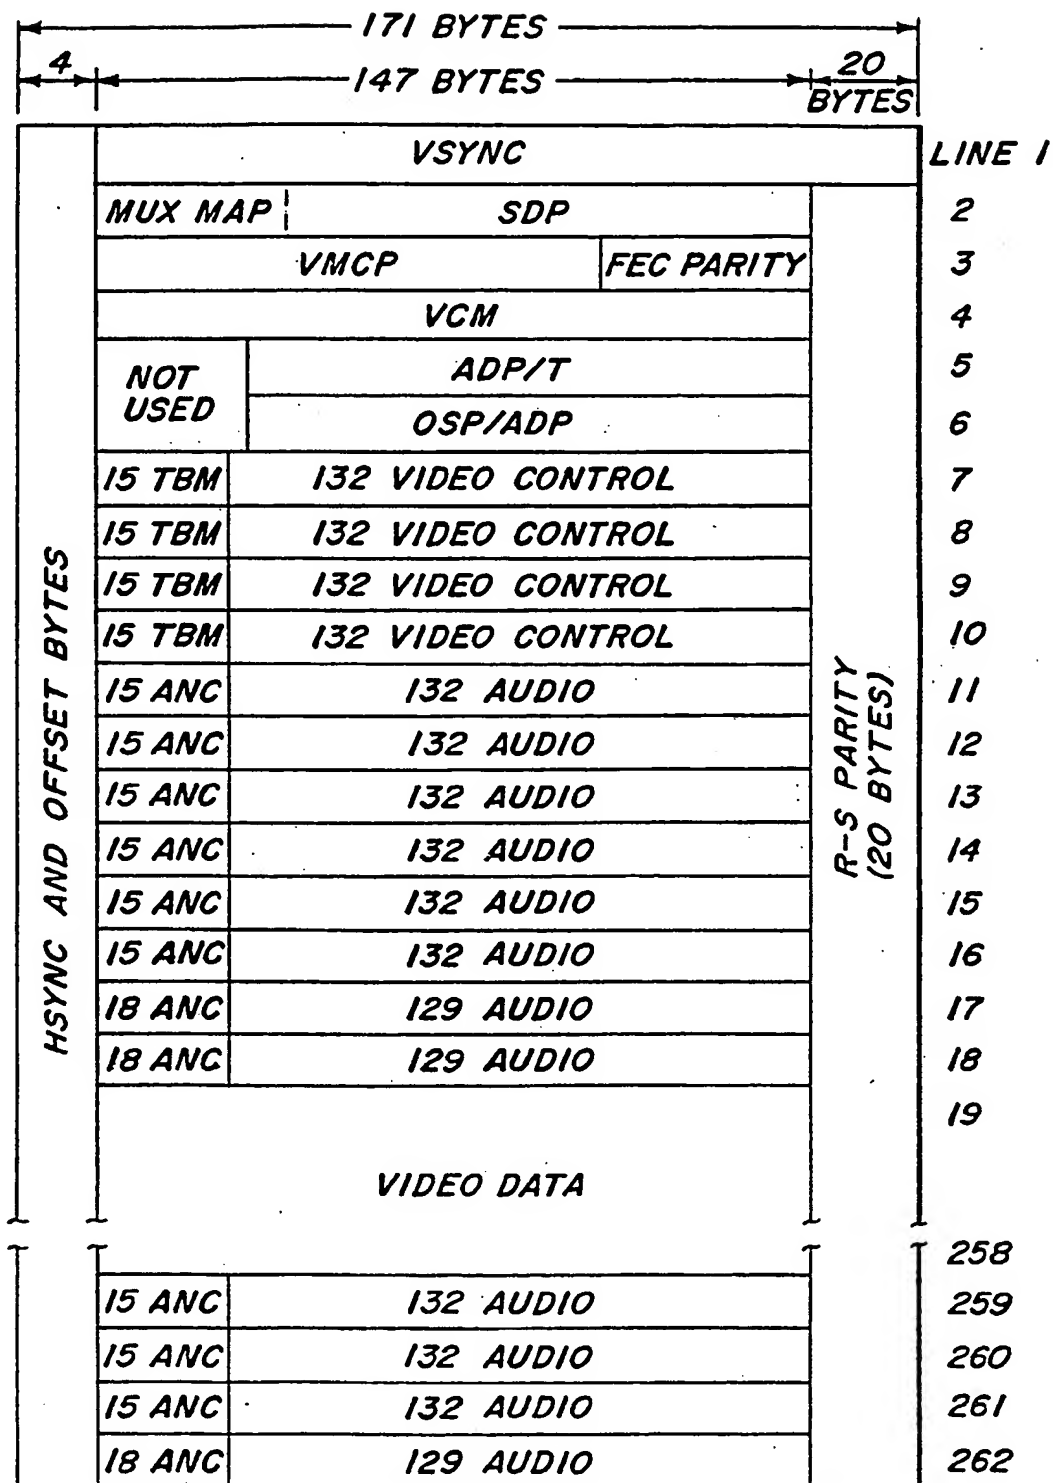 171 BYTES
4 147 BYTES 20 BYTES
VSYNC LINE 1
MUX MAP SDP 2
VMCP FEC PARITY 3
VCM 4
NOT USED ADP/T 5
OSP/ADP 6
15 TBM 132 VIDEO CONTROL 7
15 TBM 132 VIDEO CONTROL 8
15 TBM 132 VIDEO CONTROL 9
15 TBM 132 VIDEO CONTROL 10
15 ANC 132 AUDIO 11
15 ANC 132 AUDIO 12
15 ANC 132 AUDIO 13
15 ANC 132 AUDIO 14
15 ANC 132 AUDIO 15
15 ANC 132 AUDIO 16
18 ANC 129 AUDIO 17
18 ANC 129 AUDIO 18
19
VIDEO DATA
258
15 ANC 132 AUDIO 259
15 ANC 132 AUDIO 260
15 ANC 132 AUDIO 261
18 ANC 129 AUDIO 262
HSYNC AND OFFSET BYTES
R-S PARITY
(20 BYTES)